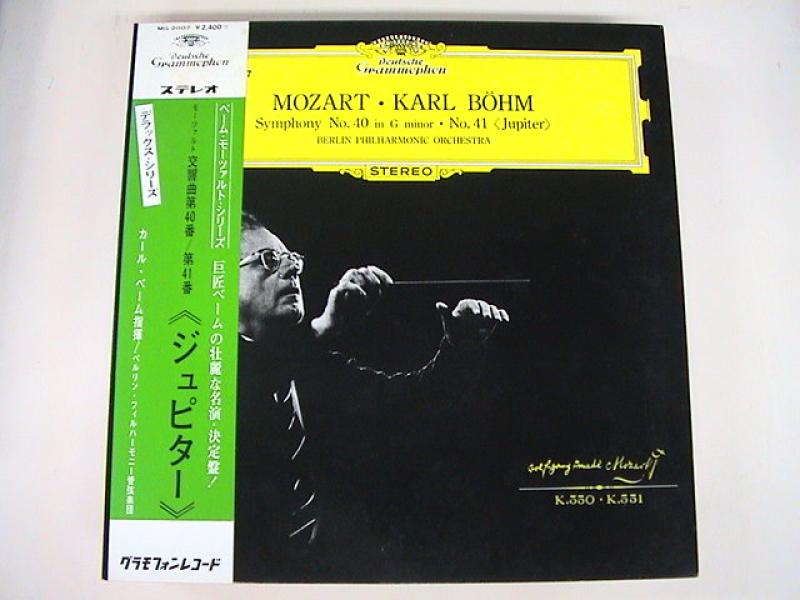 MG 2007 ¥2,400
Deutsche
Grammophon
ステレオ
デラックス・シリーズ
ベーム・モーツァルト・シリーズ
巨匠ベームの壮麗な名演・決定盤!
モーツァルト
交響曲第40番/第41番
《ジュピター》
カール・ベーム指揮/ベルリン・フィルハーモニー管弦楽団
グラモフォンレコード
Deutsche
Grammophon
MOZART · KARL BÖHM
Symphony No. 40 in G minor · No. 41 《Jupiter》
BERLIN PHILHARMONIC ORCHESTRA
STEREO
Wolfgang Amadé Mozart
K.550 · K.551